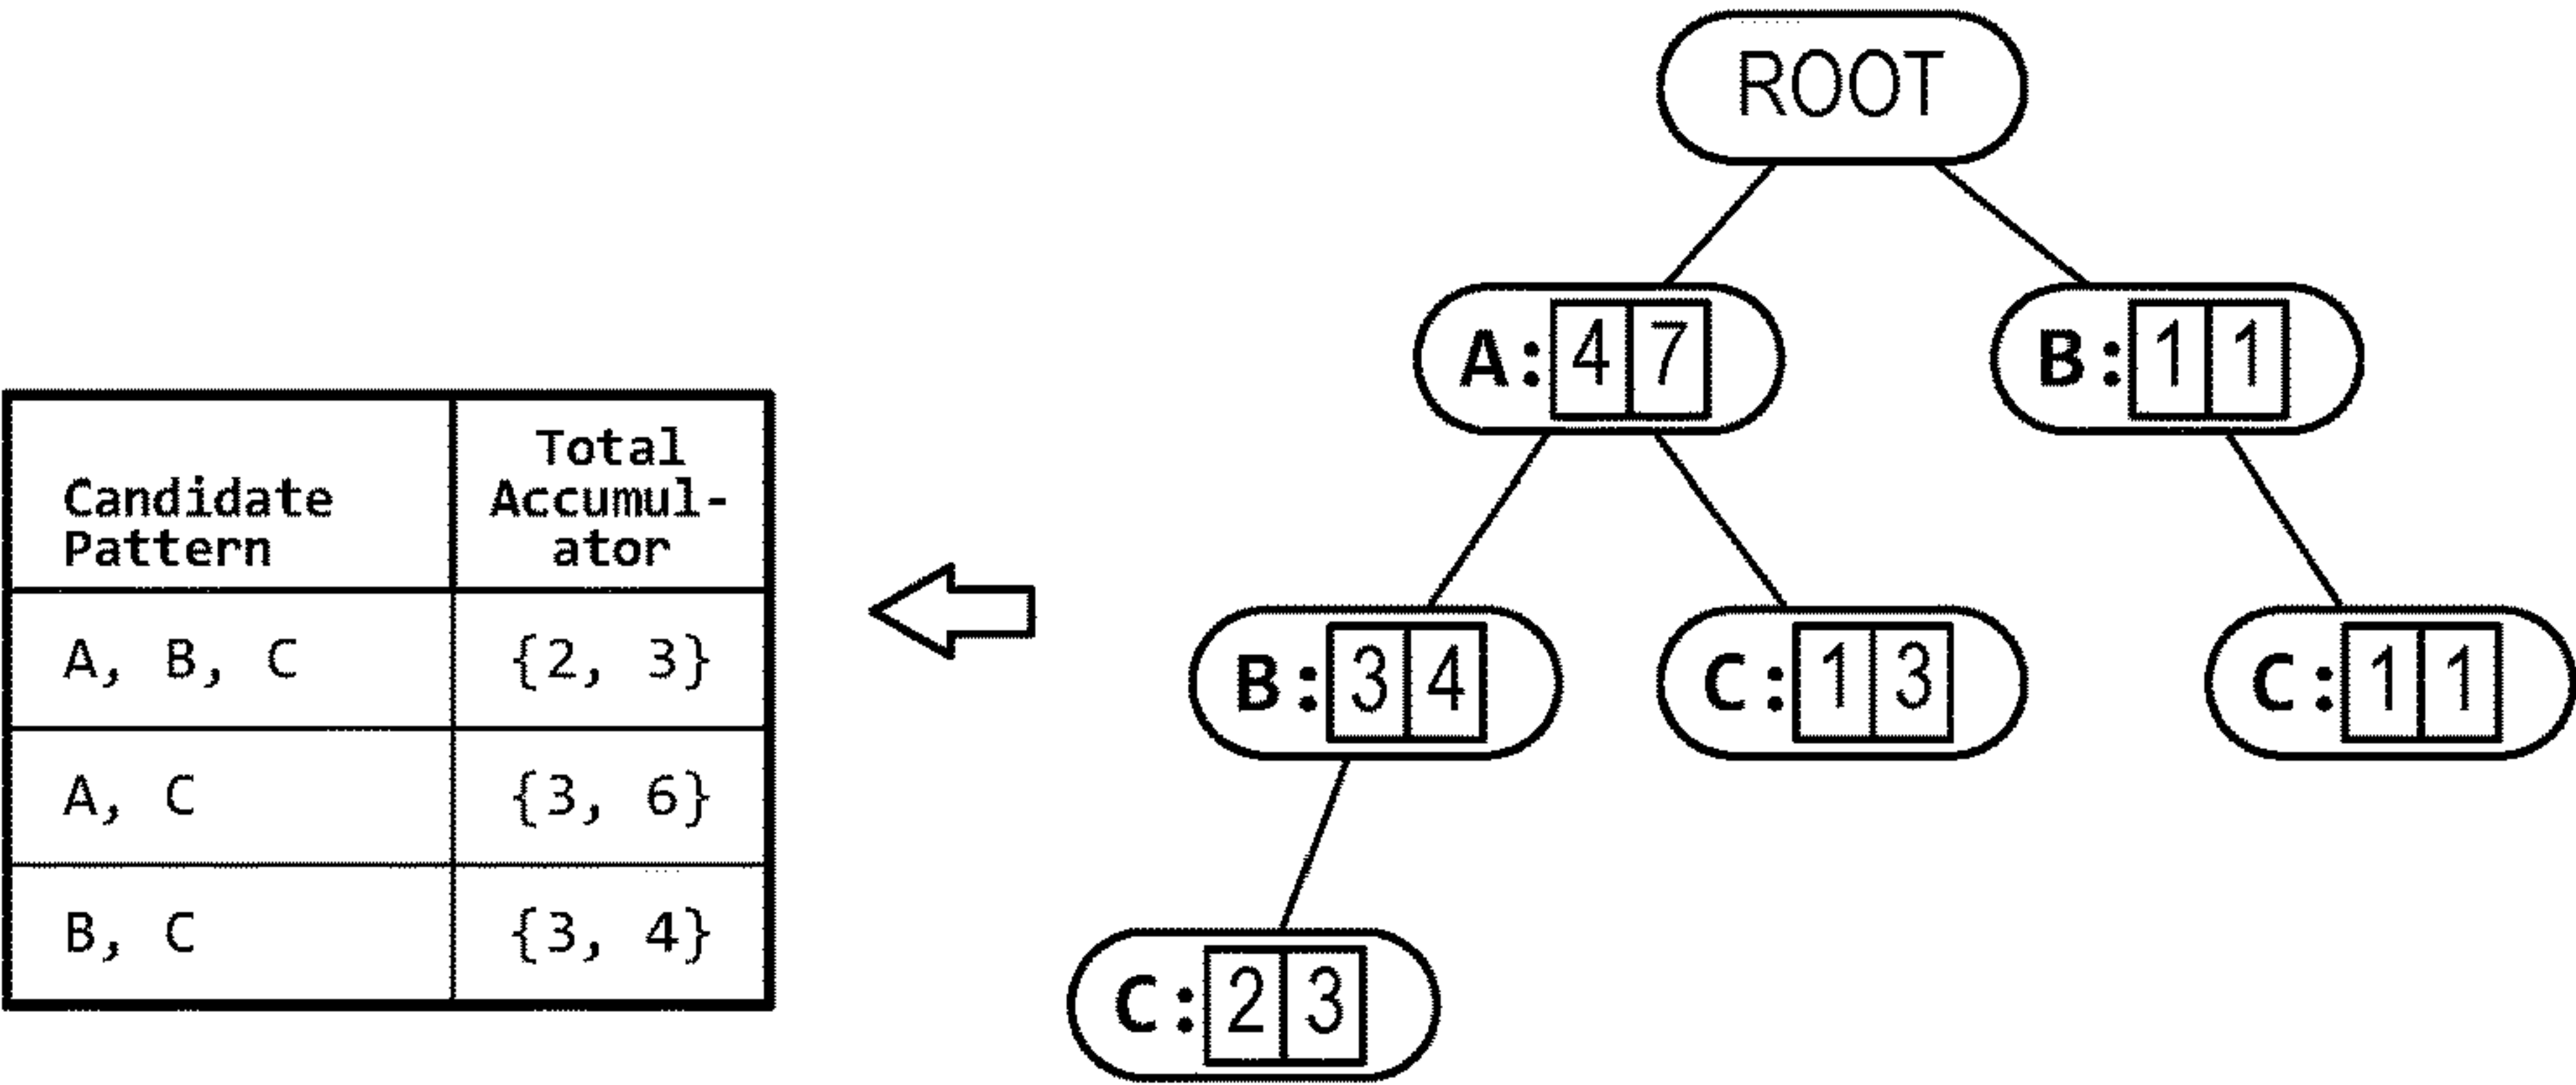 Candidate
Pattern
Total
Accumul-
ator
A, B, C
{2, 3}
A, C
{3, 6}
B, C
{3, 4}
ROOT
A: 4 7
B: 1 1
B: 3 4
C: 1 3
C: 1 1
C: 2 3